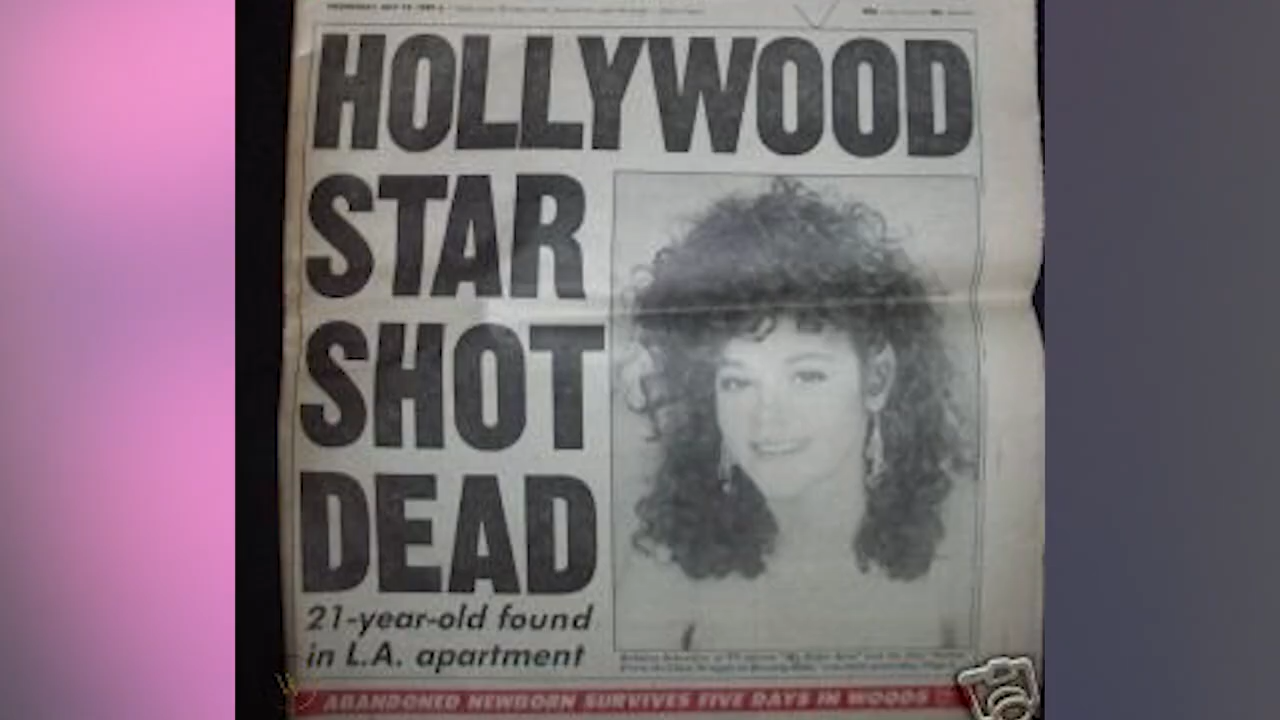 HOLLYWOOD
STAR
SHOT
DEAD
21-year-old found
in L.A. apartment
ABANDONED NEWBORN SURVIVES FIVE DAYS IN WOODS